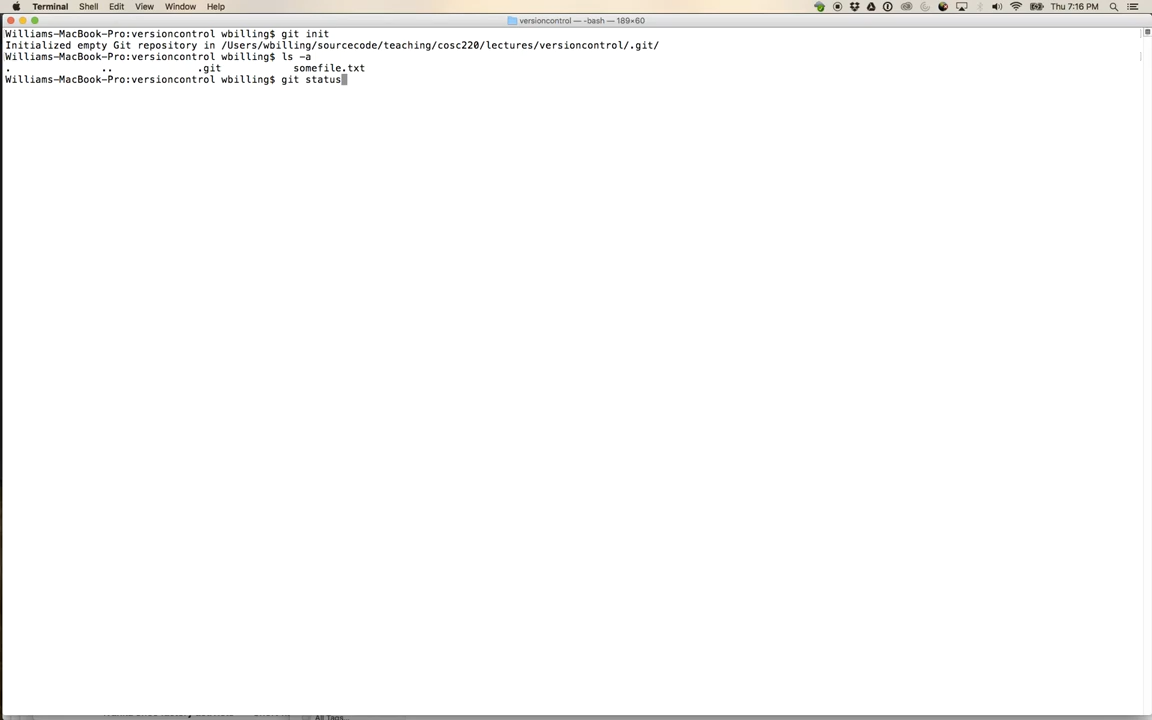 Terminal Shell Edit View Window Help Thu 7:16 PM
versioncontrol — -bash — 189×60
Williams-MacBook-Pro:versioncontrol wbilling$ git init
Initialized empty Git repository in /Users/wbilling/sourcecode/teaching/cosc220/lectures/versioncontrol/.git/
Williams-MacBook-Pro:versioncontrol wbilling$ ls -a
. .. .git somefile.txt
Williams-MacBook-Pro:versioncontrol wbilling$ git status
All Tags...